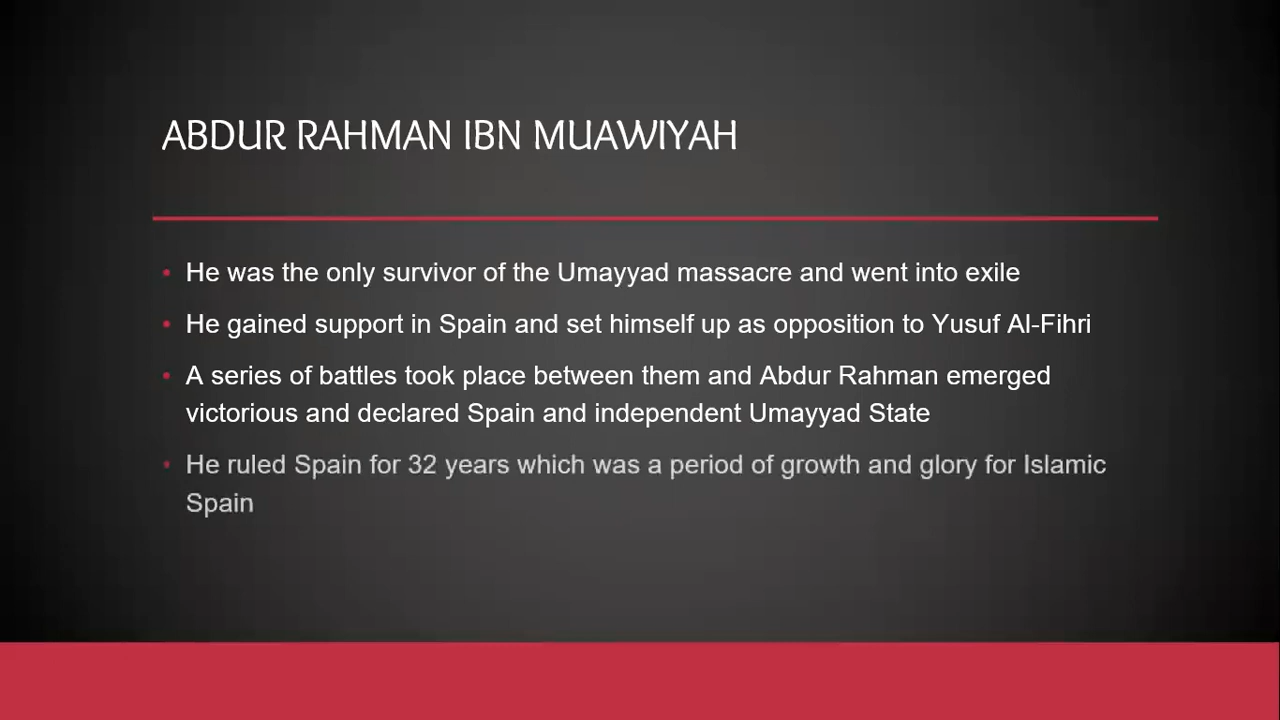 ABDUR RAHMAN IBN MUAWIYAH
• He was the only survivor of the Umayyad massacre and went into exile
• He gained support in Spain and set himself up as opposition to Yusuf Al-Fihri
• A series of battles took place between them and Abdur Rahman emerged
victorious and declared Spain and independent Umayyad State
• He ruled Spain for 32 years which was a period of growth and glory for Islamic
Spain